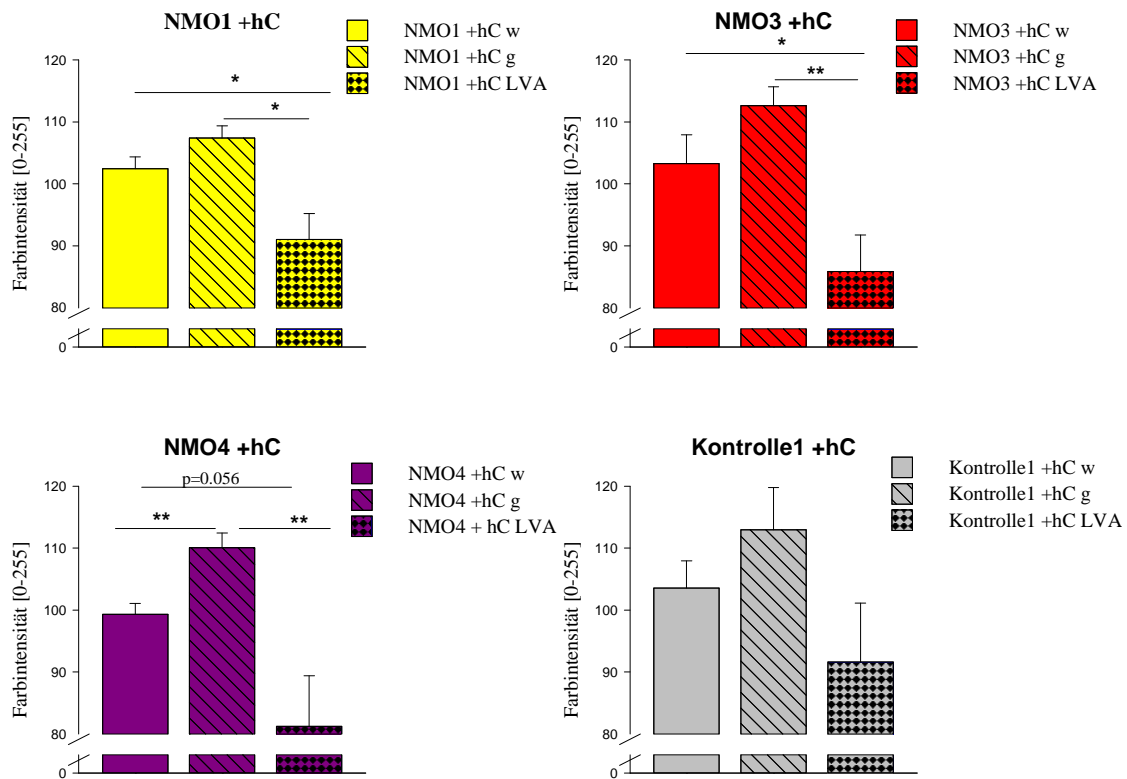 NMO1 +hC
NMO1 +hC w
NMO1 +hC g
NMO1 +hC LVA
Farbintensität [0-255]
120
110
100
90
80
0
*
*
NMO3 +hC
NMO3 +hC w
NMO3 +hC g
NMO3 +hC LVA
Farbintensität [0-255]
120
110
100
90
80
0
*
**
NMO4 +hC
NMO4 +hC w
NMO4 +hC g
NMO4 + hC LVA
Farbintensität [0-255]
120
110
100
90
80
0
p=0.056
**
**
Kontrolle1 +hC
Kontrolle1 +hC w
Kontrolle1 +hC g
Kontrolle1 +hC LVA
Farbintensität [0-255]
120
110
100
90
80
0